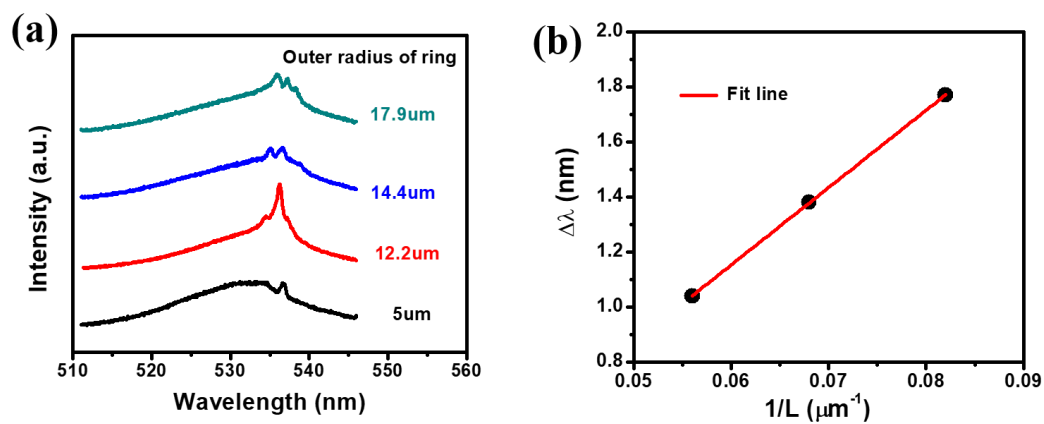 (a)
Intensity (a.u.)
Outer radius of ring
17.9um
14.4um
12.2um
5um
510 520 530 540 550 560
Wavelength (nm)
(b)
Δλ (nm)
2.0
1.8
1.6
1.4
1.2
1.0
0.8
Fit line
0.05 0.06 0.07 0.08 0.09
1/L (μm⁻¹)